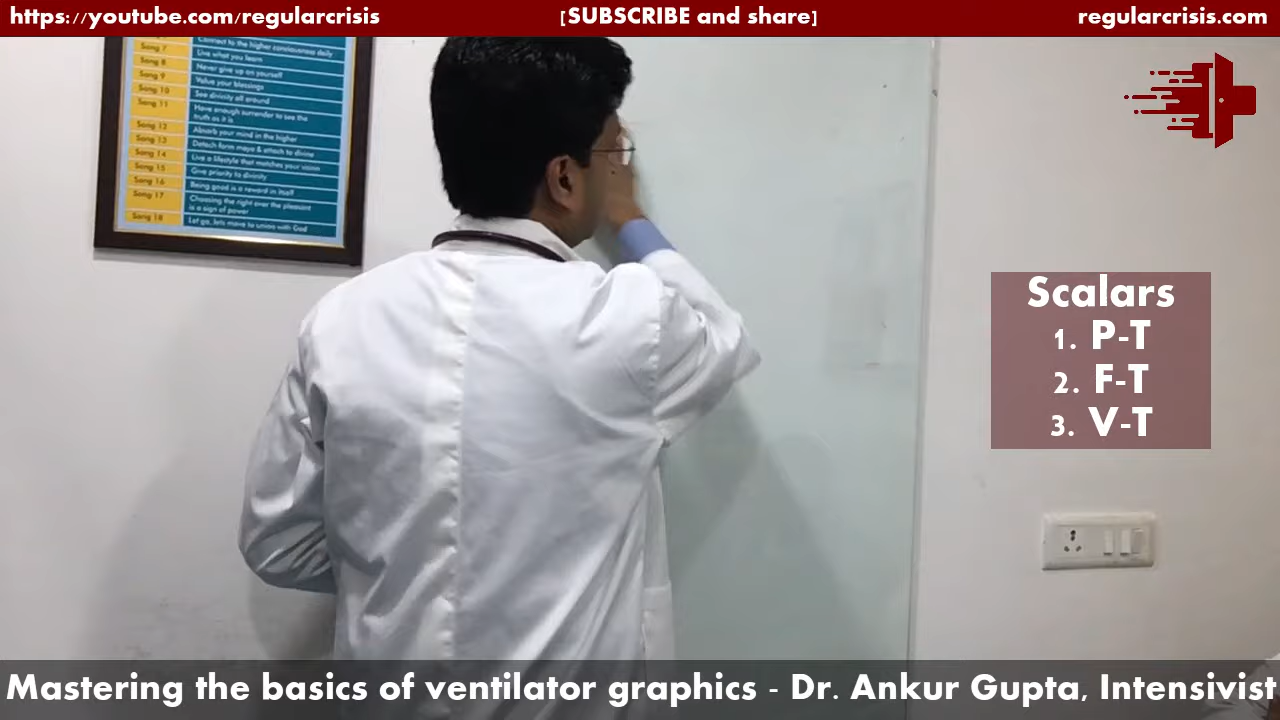 https://youtube.com/regularcrisis
[SUBSCRIBE and share]
regularcrisis.com
Song 7
Connect to the higher conciousness daily
Song 8
Live what you learn
Song 9
Never give up on yourself
Song 10
Value your blessings
Song 11
See divinity all around
Have enough surrender to see the
truth as it is
Song 12
Absorb your mind in the higher
Song 13
Detach form maya & attach to divine
Song 14
Live a lifestyle that matches your vision
Song 15
Give priority to divinity
Song 16
Being good is a reward in itself
Song 17
Choosing the right over the pleasant
is a sign of power
Song 18
Let go, lets move to union with God
Scalars
1. P-T
2. F-T
3. V-T
Mastering the basics of ventilator graphics - Dr. Ankur Gupta, Intensivist